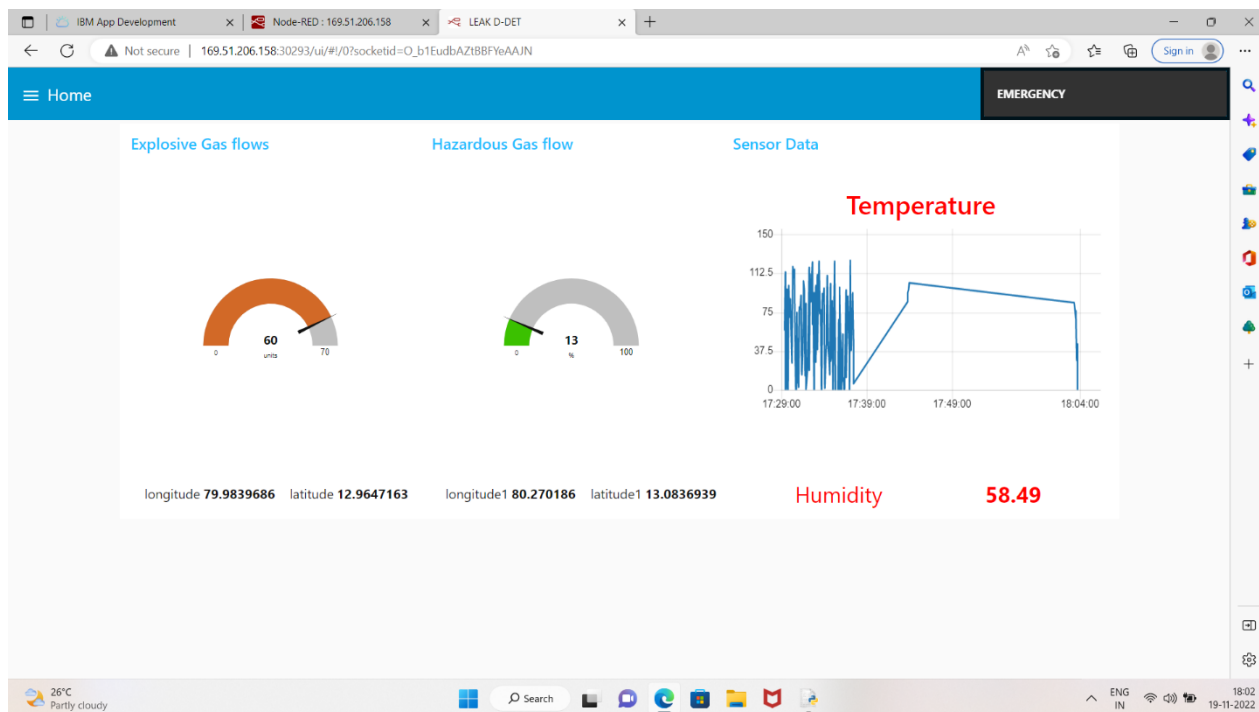 IBM App Development
Node-RED : 169.51.206.158
LEAK D-DET
Not secure | 169.51.206.158:30293/ui/#!/0?socketid=O_b1EudbAZtBBFYeAAJN
Sign in
Home
EMERGENCY
Explosive Gas flows
Hazardous Gas flow
Sensor Data
Temperature
150
112.5
75
37.5
0
17:29:00 17:39:00 17:49:00 18:04:00
60
units
0 70
13
%
0 100
longitude 79.9839686 latitude 12.9647163
longitude1 80.270186 latitude1 13.0836939
Humidity 58.49
26°C
Partly cloudy
Search
ENG
IN
18:02
19-11-2022